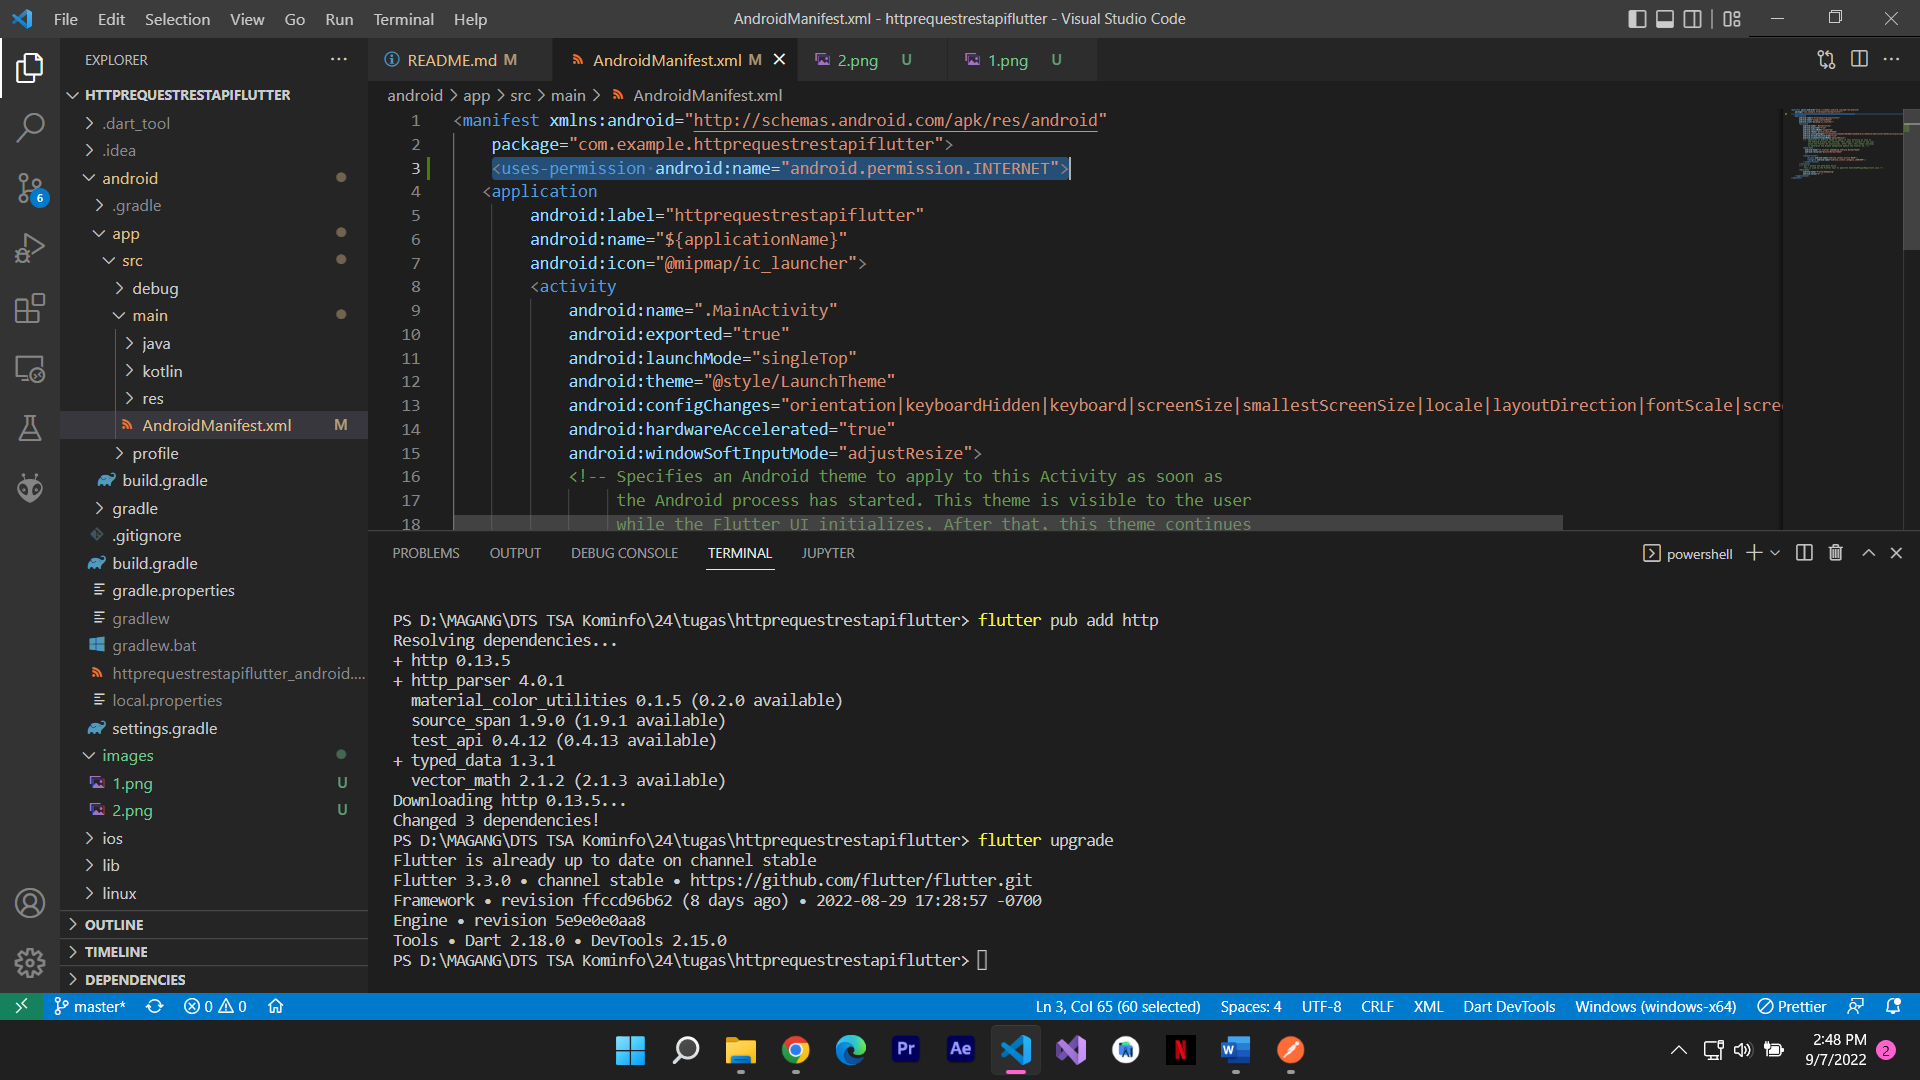 File Edit Selection View Go Run Terminal Help
AndroidManifest.xml - httprequestrestapiflutter - Visual Studio Code
EXPLORER
HTTPREQUESTRESTAPIFLUTTER
.dart_tool
.idea
android
.gradle
app
src
debug
main
java
kotlin
res
AndroidManifest.xml M
profile
build.gradle
gradle
.gitignore
build.gradle
gradle.properties
gradlew
gradlew.bat
httprequestrestapiflutter_android....
local.properties
settings.gradle
images
1.png U
2.png U
ios
lib
linux
OUTLINE
TIMELINE
DEPENDENCIES
6
README.md M AndroidManifest.xml M 2.png U 1.png U
android > app > src > main > AndroidManifest.xml
1 <manifest xmlns:android="http://schemas.android.com/apk/res/android"
2 package="com.example.httprequestrestapiflutter">
3 <uses-permission android:name="android.permission.INTERNET">
4 <application
5 android:label="httprequestrestapiflutter"
6 android:name="${applicationName}"
7 android:icon="@mipmap/ic_launcher">
8 <activity
9 android:name=".MainActivity"
10 android:exported="true"
11 android:launchMode="singleTop"
12 android:theme="@style/LaunchTheme"
13 android:configChanges="orientation|keyboardHidden|keyboard|screenSize|smallestScreenSize|locale|layoutDirection|fontScale|scre
14 android:hardwareAccelerated="true"
15 android:windowSoftInputMode="adjustResize">
16 <!-- Specifies an Android theme to apply to this Activity as soon as
17 the Android process has started. This theme is visible to the user
18 while the Flutter UI initializes. After that, this theme continues
PROBLEMS OUTPUT DEBUG CONSOLE TERMINAL JUPYTER
powershell
PS D:\MAGANG\DTS TSA Kominfo\24\tugas\httprequestrestapiflutter> flutter pub add http
Resolving dependencies...
+ http 0.13.5
+ http_parser 4.0.1
material_color_utilities 0.1.5 (0.2.0 available)
source_span 1.9.0 (1.9.1 available)
test_api 0.4.12 (0.4.13 available)
+ typed_data 1.3.1
vector_math 2.1.2 (2.1.3 available)
Downloading http 0.13.5...
Changed 3 dependencies!
PS D:\MAGANG\DTS TSA Kominfo\24\tugas\httprequestrestapiflutter> flutter upgrade
Flutter is already up to date on channel stable
Flutter 3.3.0 • channel stable • https://github.com/flutter/flutter.git
Framework • revision ffccd96b62 (8 days ago) • 2022-08-29 17:28:57 -0700
Engine • revision 5e9e0e0aa8
Tools • Dart 2.18.0 • DevTools 2.15.0
PS D:\MAGANG\DTS TSA Kominfo\24\tugas\httprequestrestapiflutter>
master* 0 0 Ln 3, Col 65 (60 selected) Spaces: 4 UTF-8 CRLF XML Dart DevTools Windows (windows-x64) Prettier
Pr Ae N W
2:48 PM
9/7/2022
2